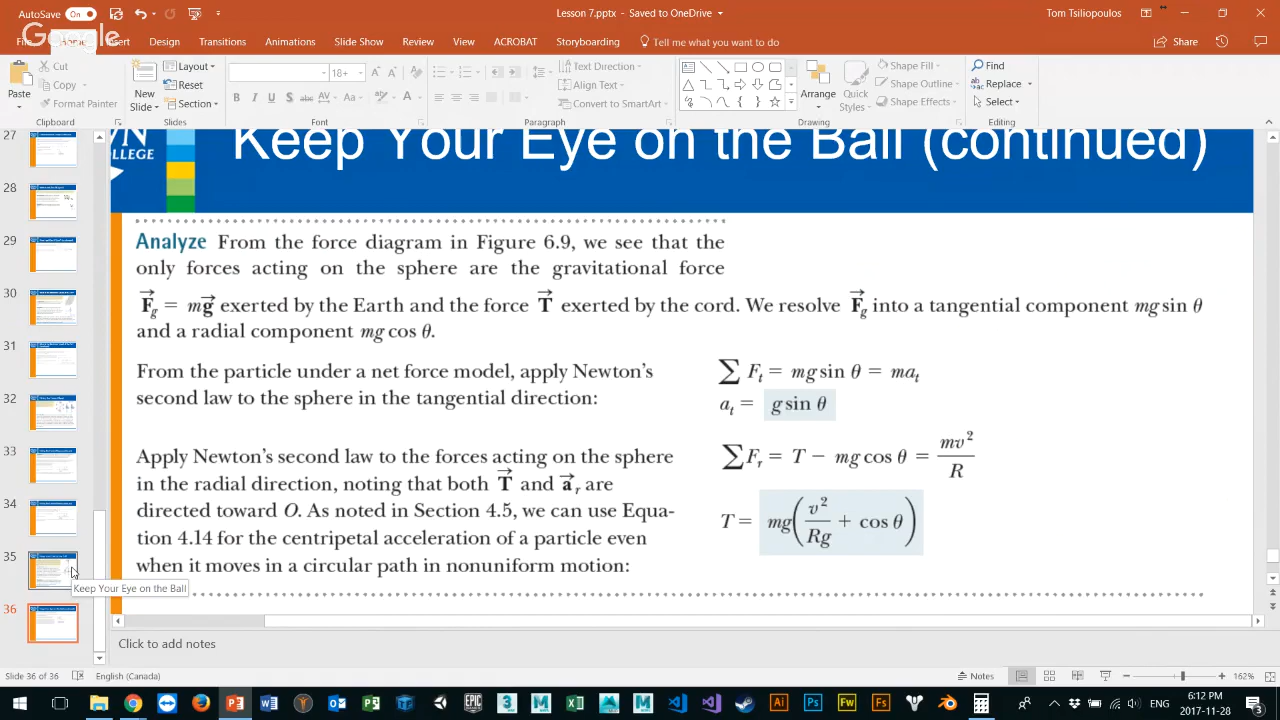 Lesson 7.pptx - Saved to OneDrive
Tom Tsiliopoulos
AutoSave On
Google
Transitions Animations Slide Show Review View ACROBAT Storyboarding Tell me what you want to do Share
Cut
Copy
Paste Format Painter
New Slide
Layout
Reset
Section
18+
Text Direction
Align Text
Convert to SmartArt
Arrange
Quick Styles
Shape Fill
Shape Outline
Shape Effects
Find
Replace
Select
Clipboard Slides Font Paragraph Drawing Editing
COLLEGE
Keep Your Eye on the Ball (continued)
Analyze From the force diagram in Figure 6.9, we see that the
only forces acting on the sphere are the gravitational force
F⃗_g = mg⃗ exerted by the Earth and the force T⃗ exerted by the cord. We resolve F⃗_g into a tangential component mg sin θ
and a radial component mg cos θ.
From the particle under a net force model, apply Newton's
second law to the sphere in the tangential direction:
∑ F_t = mg sin θ = ma_t
a_t = g sin θ
Apply Newton's second law to the forces acting on the sphere
in the radial direction, noting that both T⃗ and a⃗_r are
directed toward O. As noted in Section 4.5, we can use Equa-
tion 4.14 for the centripetal acceleration of a particle even
when it moves in a circular path in nonuniform motion:
∑F_r = T − mg cos θ = mv²/R
T = mg(v²/Rg + cos θ)
27
28
29
30
31
32
33
34
35
36
Keep Your Eye on the Ball
Click to add notes
Slide 36 of 36 English (Canada) Notes 162%
ENG
6:12 PM
2017-11-28